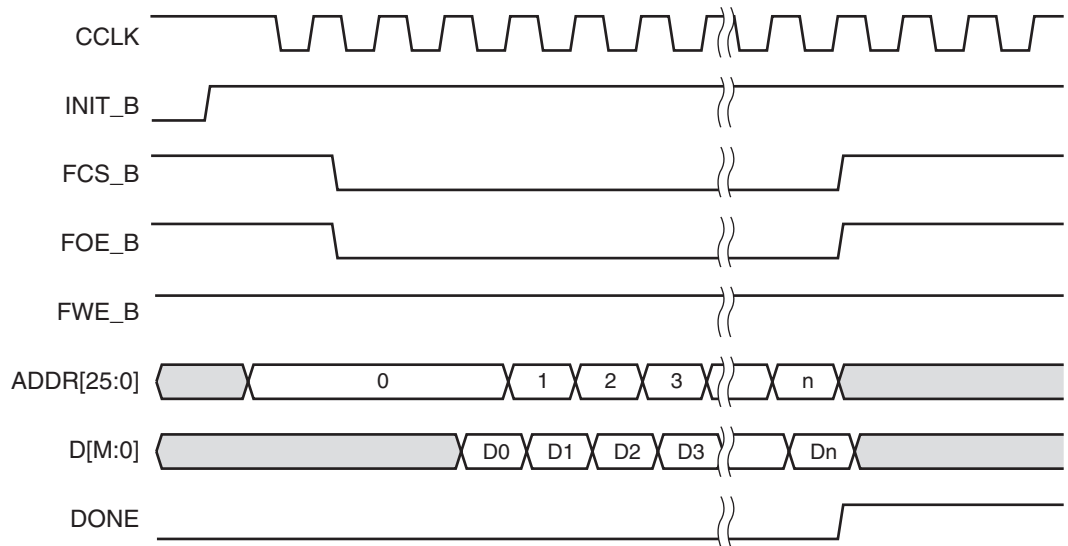 CCLK
INIT_B
FCS_B
FOE_B
FWE_B
ADDR[25:0] 0 1 2 3 n
D[M:0] D0 D1 D2 D3 Dn
DONE